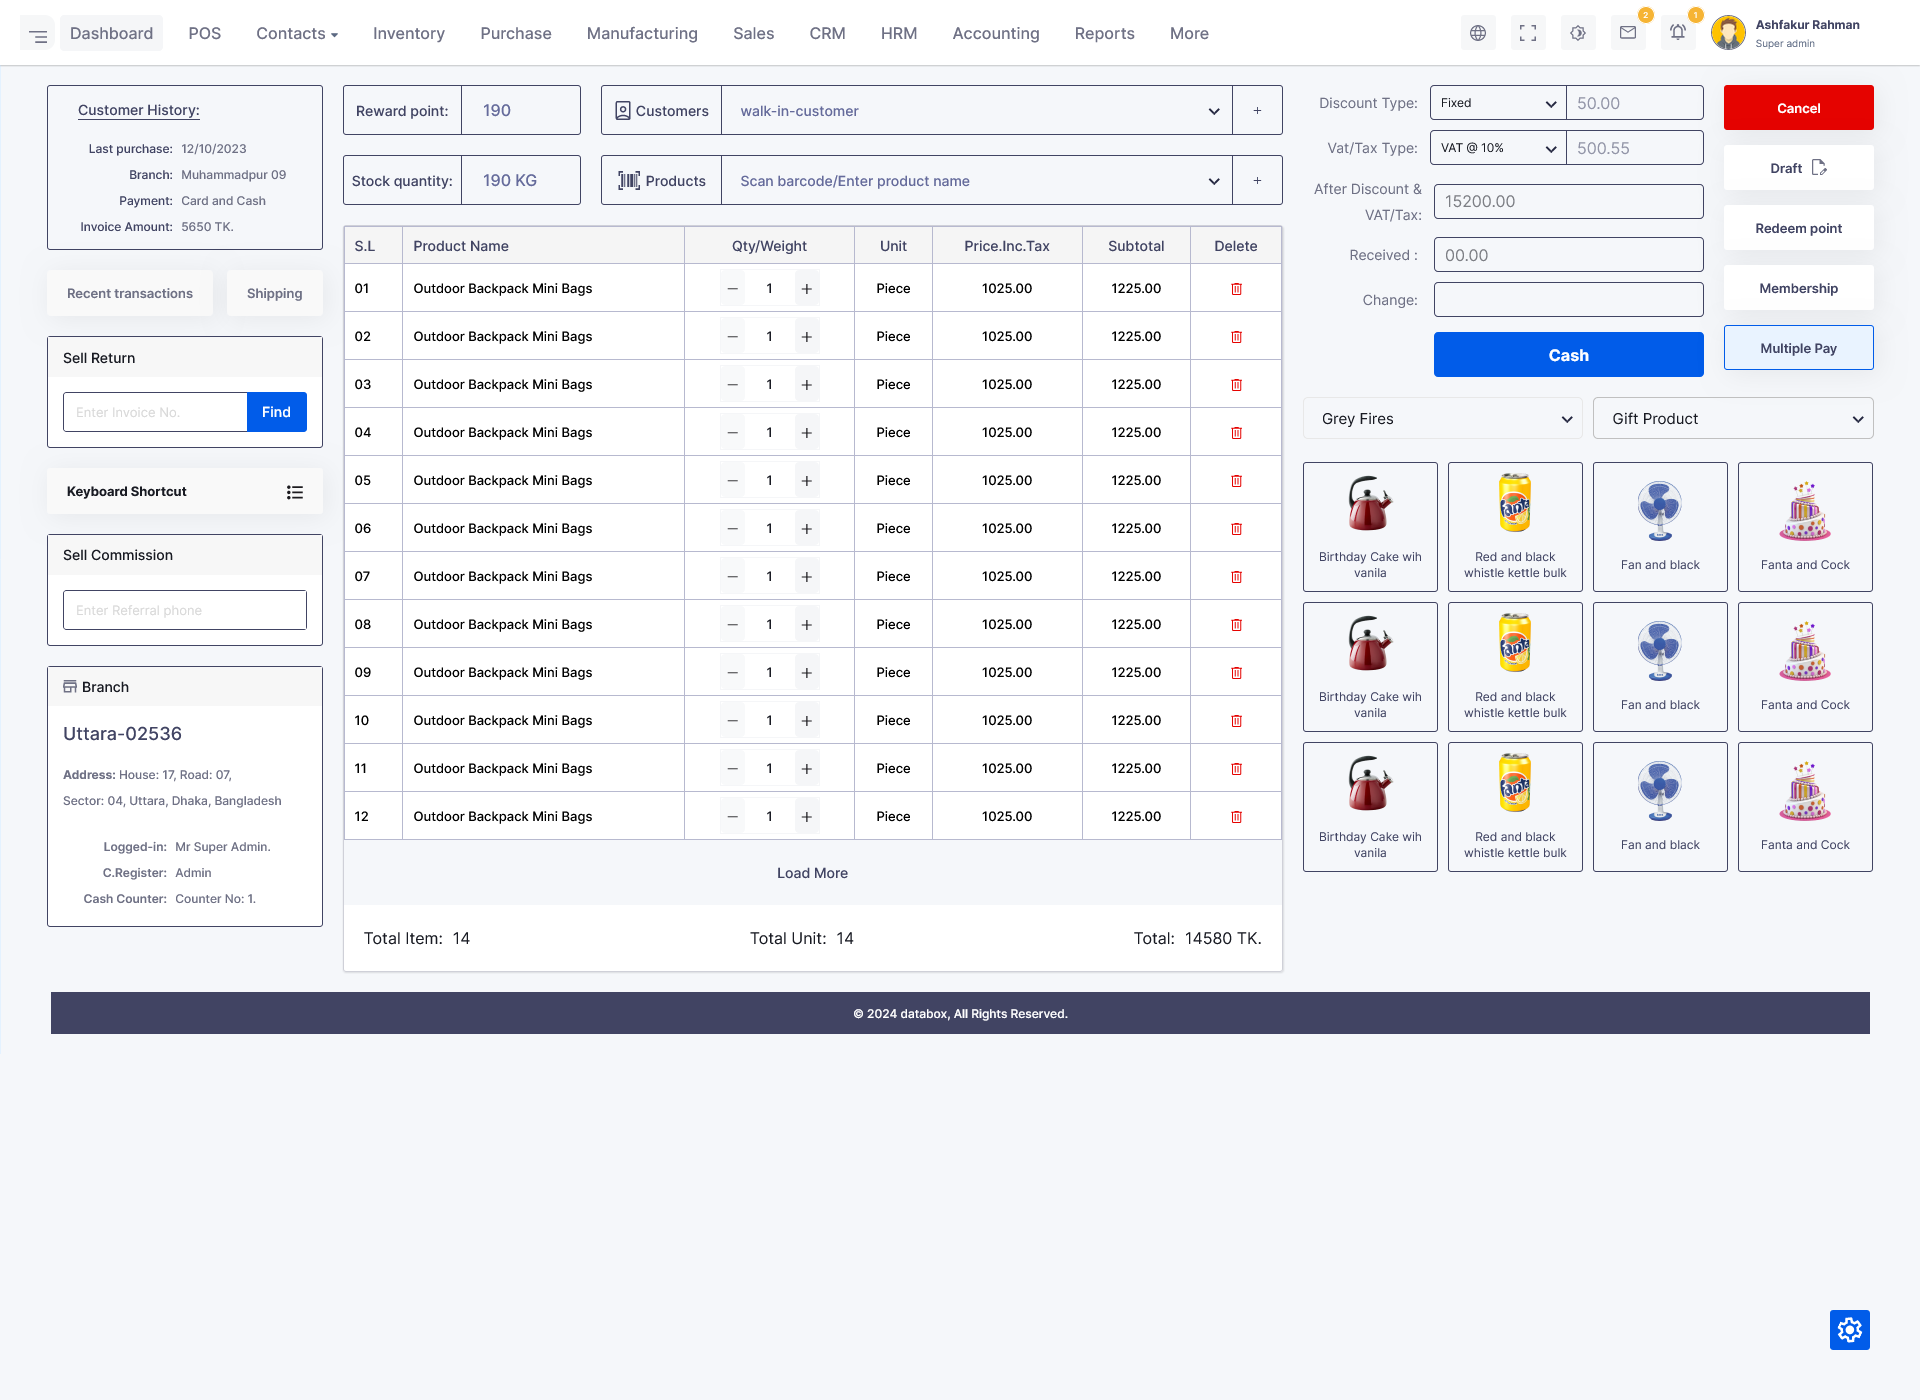 Dashboard
POS
Contacts
Inventory
Purchase
Manufacturing
Sales
CRM
HRM
Accounting
Reports
More
2
1
Ashfakur Rahman
Super admin
Customer History:
Last purchase: 12/10/2023
Branch: Muhammadpur 09
Payment: Card and Cash
Invoice Amount: 5650 TK.
Recent transactions
Shipping
Sell Return
Enter Invoice No.
Find
Keyboard Shortcut
Sell Commission
Enter Referral phone
Branch
Uttara-02536
Address: House: 17, Road: 07,
Sector: 04, Uttara, Dhaka, Bangladesh
Logged-in: Mr Super Admin.
C.Register: Admin
Cash Counter: Counter No: 1.
Reward point: 190
Customers walk-in-customer +
Stock quantity: 190 KG
Products Scan barcode/Enter product name +
S.L Product Name Qty/Weight Unit Price.Inc.Tax Subtotal Delete
01 Outdoor Backpack Mini Bags − 1 + Piece 1025.00 1225.00
02 Outdoor Backpack Mini Bags − 1 + Piece 1025.00 1225.00
03 Outdoor Backpack Mini Bags − 1 + Piece 1025.00 1225.00
04 Outdoor Backpack Mini Bags − 1 + Piece 1025.00 1225.00
05 Outdoor Backpack Mini Bags − 1 + Piece 1025.00 1225.00
06 Outdoor Backpack Mini Bags − 1 + Piece 1025.00 1225.00
07 Outdoor Backpack Mini Bags − 1 + Piece 1025.00 1225.00
08 Outdoor Backpack Mini Bags − 1 + Piece 1025.00 1225.00
09 Outdoor Backpack Mini Bags − 1 + Piece 1025.00 1225.00
10 Outdoor Backpack Mini Bags − 1 + Piece 1025.00 1225.00
11 Outdoor Backpack Mini Bags − 1 + Piece 1025.00 1225.00
12 Outdoor Backpack Mini Bags − 1 + Piece 1025.00 1225.00
Load More
Total Item: 14 Total Unit: 14 Total: 14580 TK.
Discount Type: Fixed 50.00
Vat/Tax Type: VAT @ 10% 500.55
After Discount &
VAT/Tax: 15200.00
Received : 00.00
Change:
Cash
Cancel
Draft
Redeem point
Membership
Multiple Pay
Grey Fires
Gift Product
Birthday Cake wih
vanila
Fanta
Red and black
whistle kettle bulk
Fan and black
Fanta and Cock
Birthday Cake wih
vanila
Fanta
Red and black
whistle kettle bulk
Fan and black
Fanta and Cock
Birthday Cake wih
vanila
Fanta
Red and black
whistle kettle bulk
Fan and black
Fanta and Cock
© 2024 databox, All Rights Reserved.